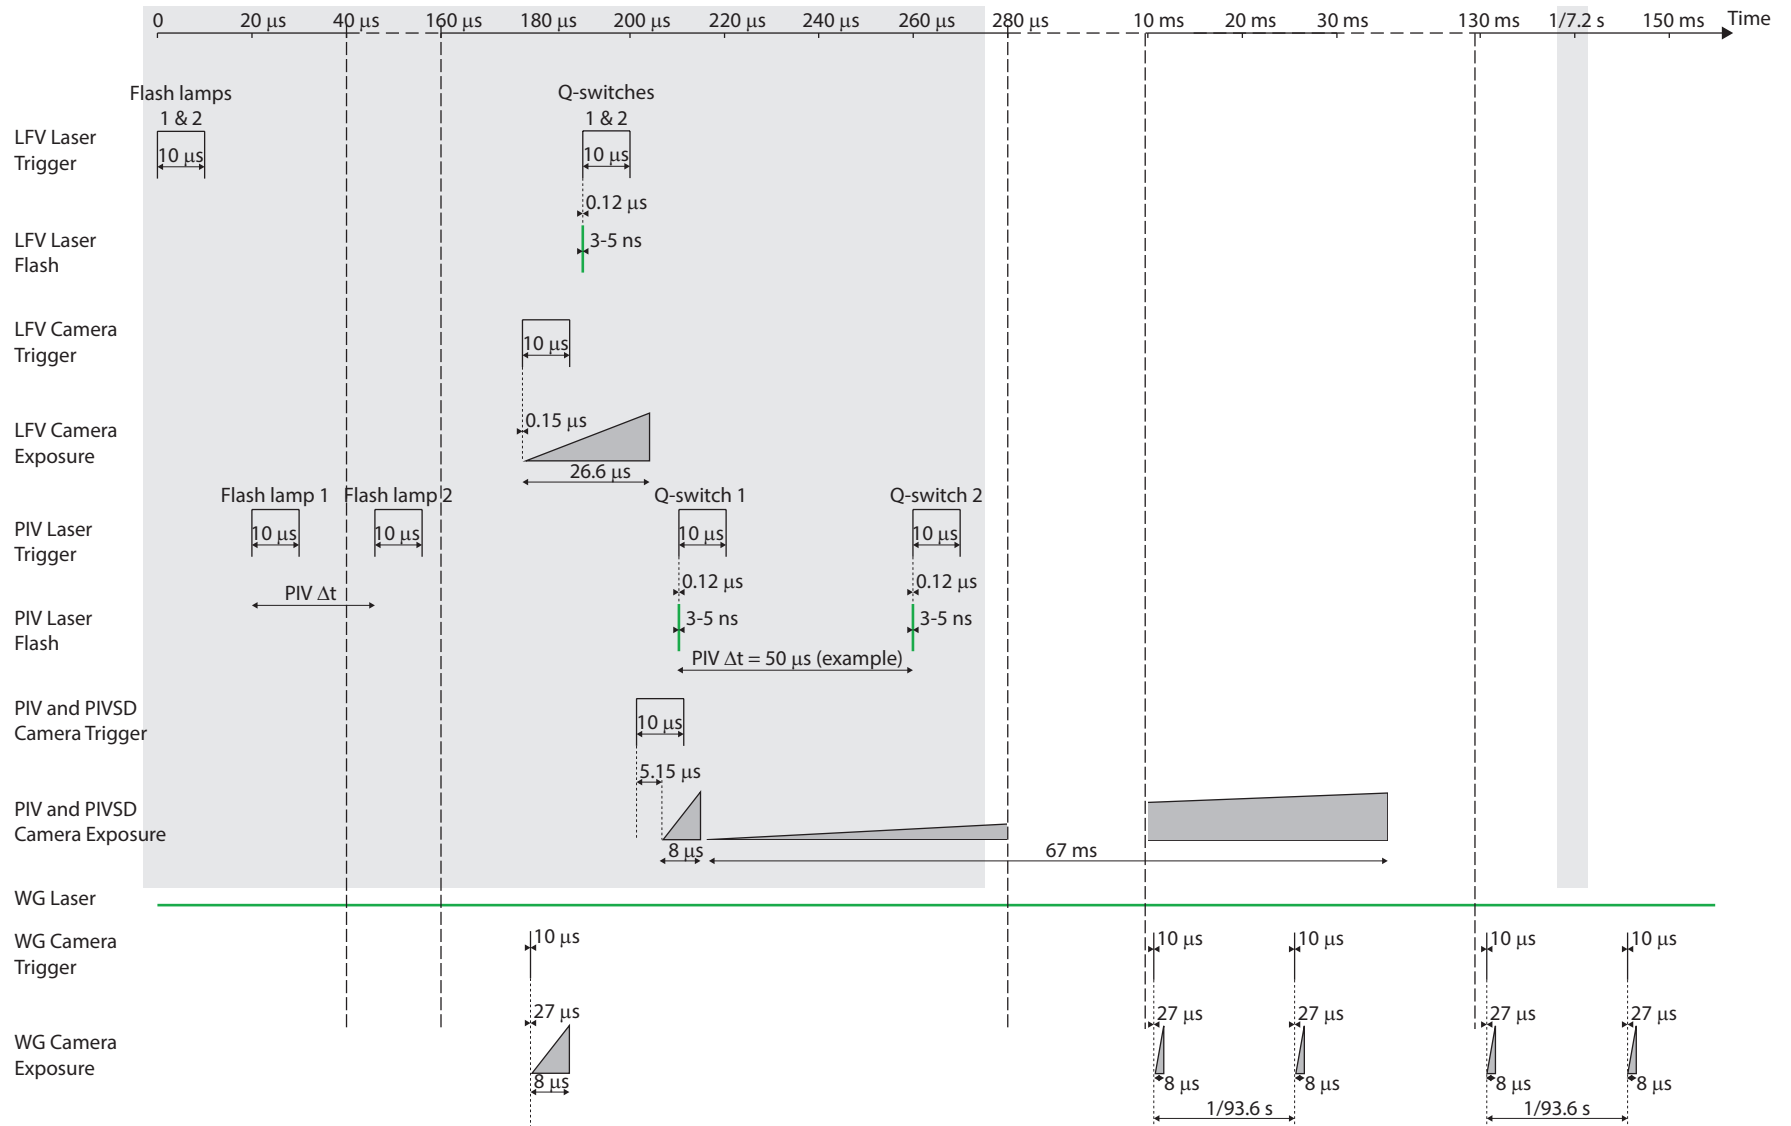 0 20 µs 40 µs 160 µs 180 µs 200 µs 220 µs 240 µs 260 µs 280 µs 10 ms 20 ms 30 ms 130 ms 1/7.2 s 150 ms Time
Flash lamps
1 & 2
Q-switches
1 & 2
LFV Laser
Trigger
10 µs
10 µs
0.12 µs
LFV Laser
Flash
3-5 ns
LFV Camera
Trigger
10 µs
LFV Camera
Exposure
0.15 µs
26.6 µs
Flash lamp 1 Flash lamp 2 Q-switch 1 Q-switch 2
PIV Laser
Trigger
10 µs 10 µs 10 µs 10 µs
PIV Δt
0.12 µs 0.12 µs
PIV Laser
Flash
3-5 ns 3-5 ns
PIV Δt = 50 µs (example)
PIV and PIVSD
Camera Trigger
10 µs
5.15 µs
PIV and PIVSD
Camera Exposure
8 µs 67 ms
WG Laser
WG Camera
Trigger
10 µs 10 µs 10 µs 10 µs 10 µs
27 µs 27 µs 27 µs 27 µs 27 µs
WG Camera
Exposure
8 µs 8 µs 8 µs 8 µs 8 µs
1/93.6 s 1/93.6 s